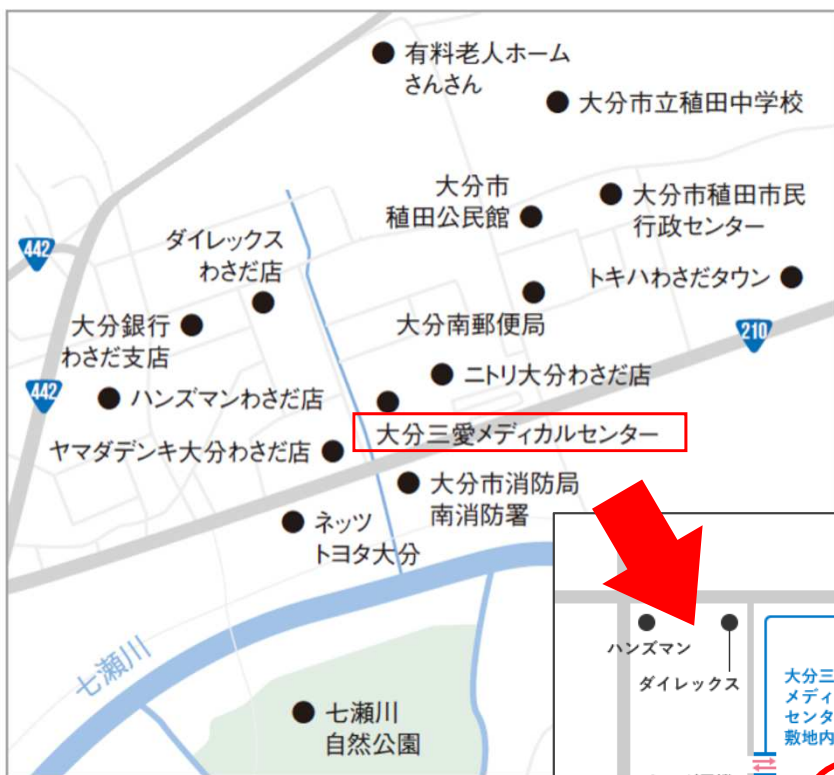 有料老人ホーム
さんさん
大分市立稙田中学校
大分市
稙田公民館
大分市稙田市民
行政センター
442
ダイレックス
わさだ店
トキハわさだタウン
大分銀行
わさだ支店
大分南郵便局
210
442
ハンズマンわさだ店
ニトリ大分わさだ店
大分三愛メディカルセンター
ヤマダデンキ大分わさだ店
大分市消防局
南消防署
ネッツ
トヨタ大分
七瀬川
七瀬川
自然公園
ハンズマン
ダイレックス
大分三
メディ
センタ
敷地内